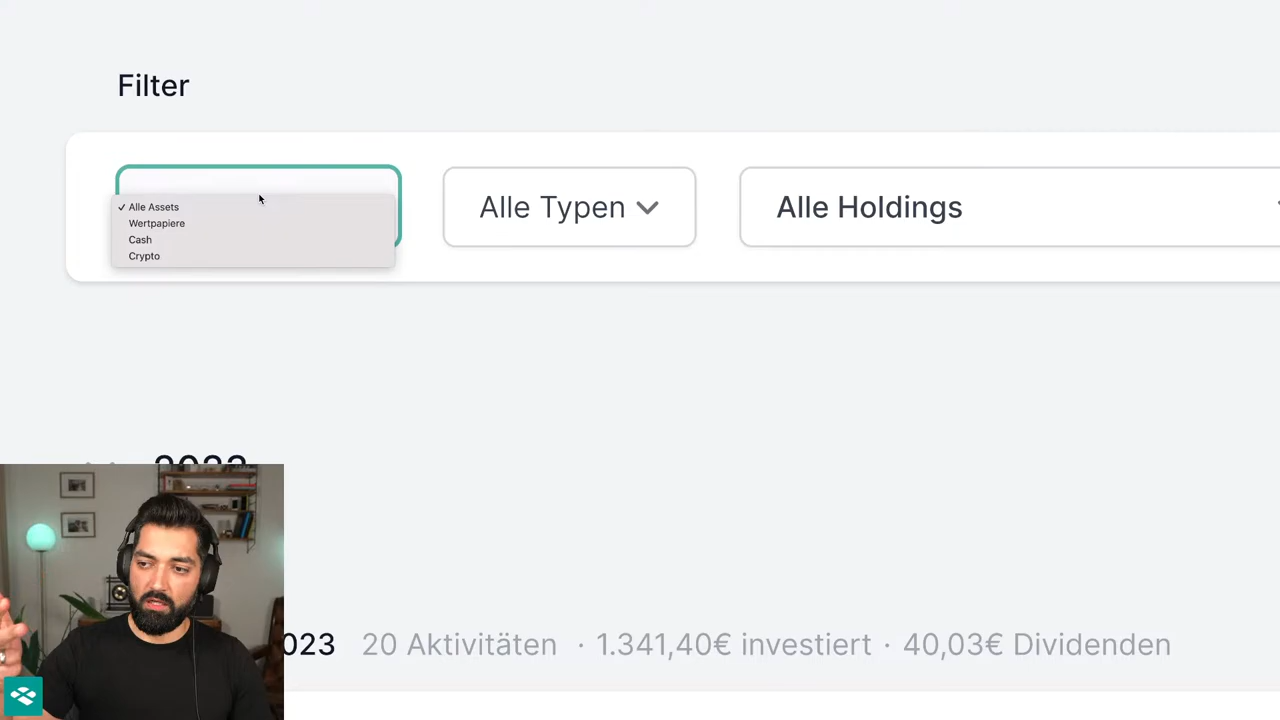 Filter
✓ Alle Assets
Wertpapiere
Cash
Crypto
Alle Typen
Alle Holdings
2023
023 20 Aktivitäten · 1.341,40€ investiert · 40,03€ Dividenden